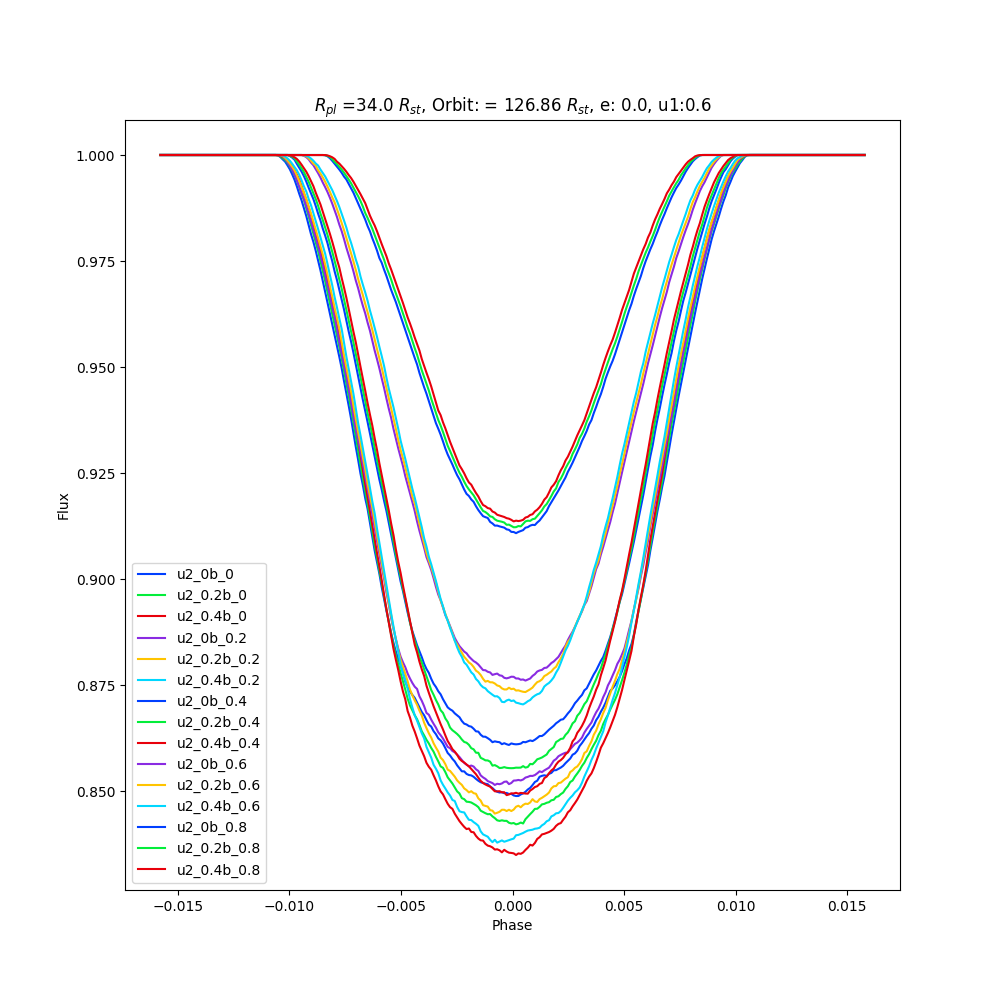 R_pl =34.0 R_st, Orbit: = 126.86 R_st, e: 0.0, u1:0.6
1.000
0.975
0.950
0.925
0.900
0.875
0.850
Flux
u2_0b_0
u2_0.2b_0
u2_0.4b_0
u2_0b_0.2
u2_0.2b_0.2
u2_0.4b_0.2
u2_0b_0.4
u2_0.2b_0.4
u2_0.4b_0.4
u2_0b_0.6
u2_0.2b_0.6
u2_0.4b_0.6
u2_0b_0.8
u2_0.2b_0.8
u2_0.4b_0.8
−0.015 −0.010 −0.005 0.000 0.005 0.010 0.015
Phase